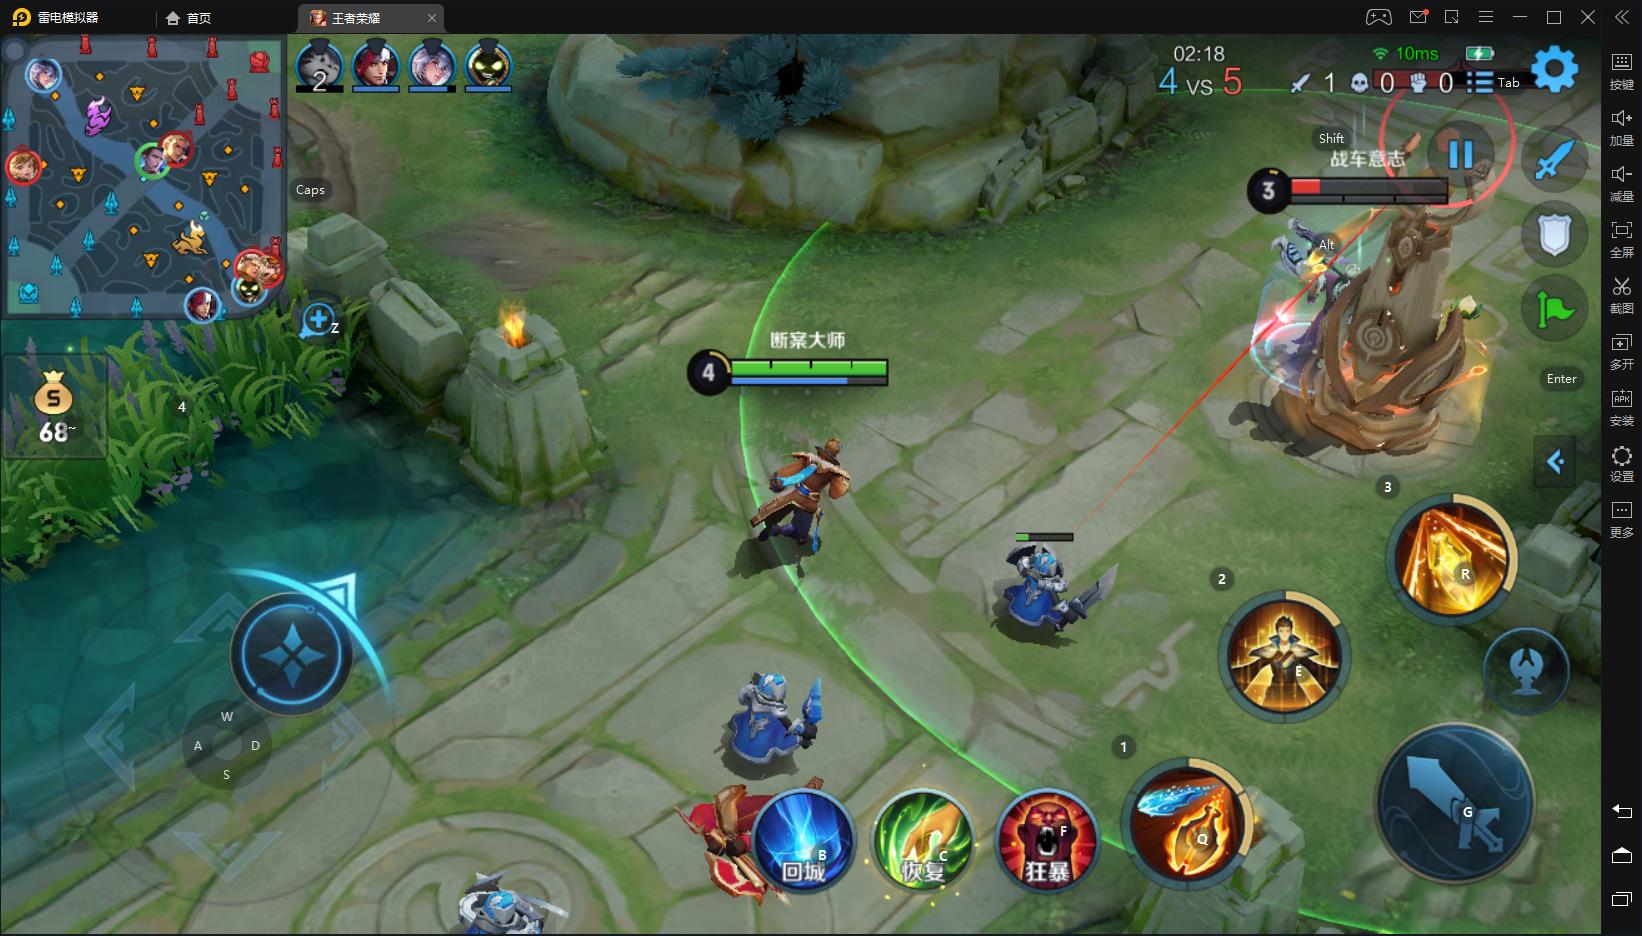 雷电模拟器
首页
王者荣耀
2
02:18
4 vs 5
10ms
1
0
0
Tab
Shift
战车意志
3
Caps
Alt
Z
断案大师
4
S
68~
4
Enter
3
R
2
E
1
Q
G
W
A
D
S
B
回城
C
恢复
F
狂暴
按键
加量
减量
全屏
截图
多开
APK
安装
设置
更多